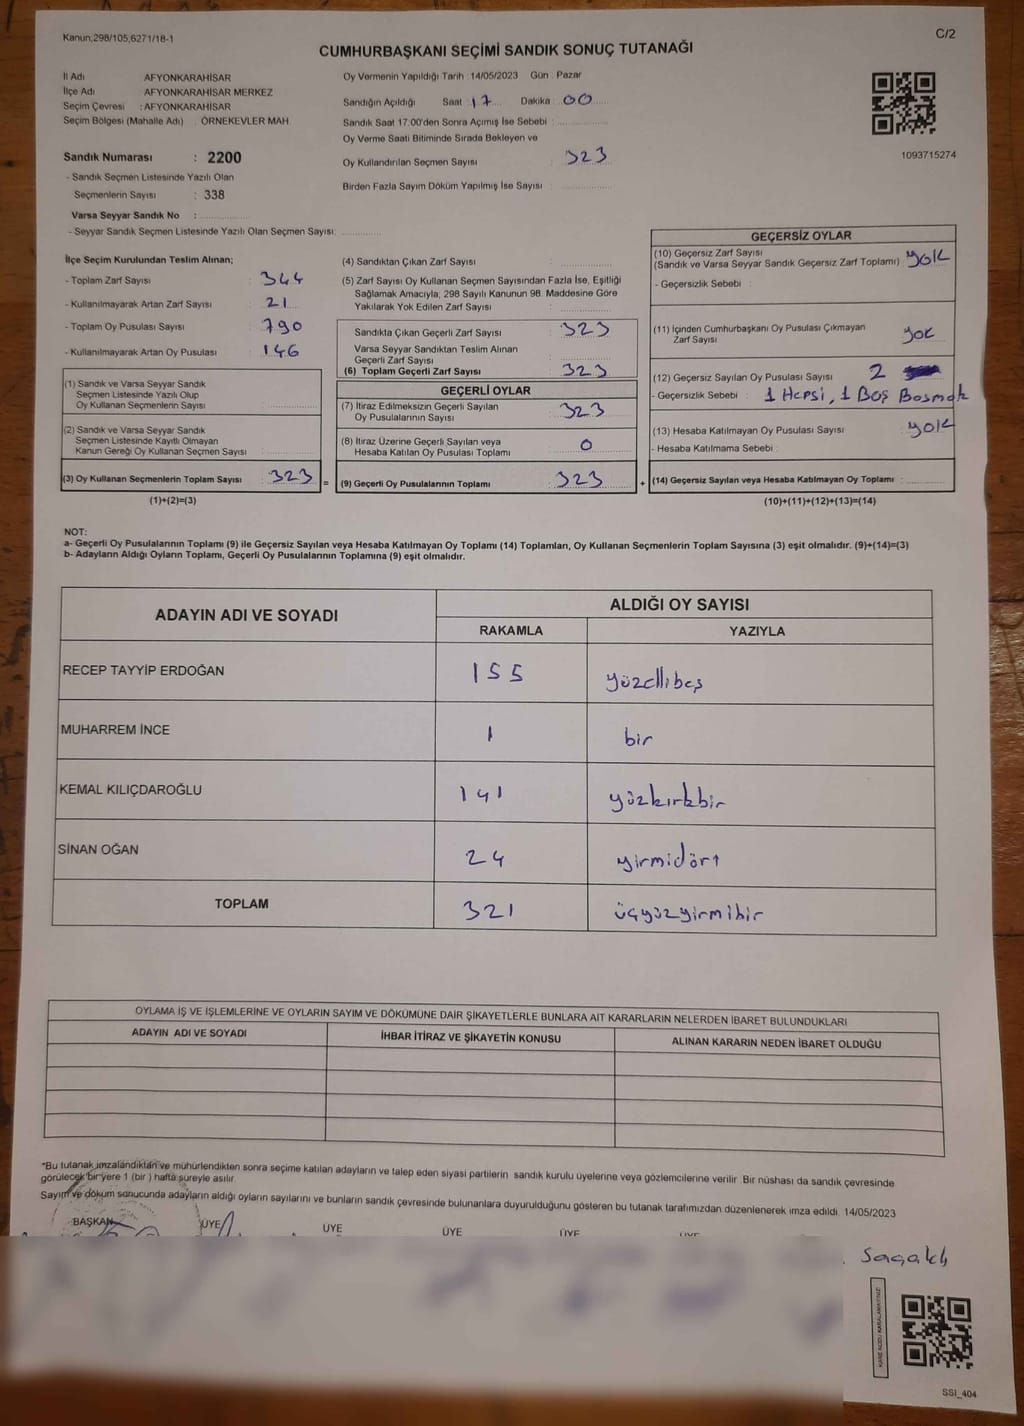 Kanun;298/105,6271/18-1
C/2
CUMHURBAŞKANI SEÇİMİ SANDIK SONUÇ TUTANAĞI
İl Adı AFYONKARAHİSAR
İlçe Adı AFYONKARAHİSAR MERKEZ
Seçim Çevresi : AFYONKARAHİSAR
Seçim Bölgesi (Mahalle Adı) : ÖRNEKEVLER MAH.
Sandık Numarası : 2200
- Sandık Seçmen Listesinde Yazılı Olan
Seçmenlerin Sayısı : 338
Varsa Seyyar Sandık No :
- Seyyar Sandık Seçmen Listesinde Yazılı Olan Seçmen Sayısı:
Oy Vermenin Yapıldığı Tarih : 14/05/2023 Gün : Pazar
Sandığın Açıldığı Saat : 17 Dakika : 00
Sandık Saat 17.00'den Sonra Açımış İse Sebebi :
Oy Verme Saati Bitiminde Sırada Bekleyen ve
Oy Kullandırılan Seçmen Sayısı : 323
Birden Fazla Sayım Döküm Yapılmış İse Sayısı :
1093715274
İlçe Seçim Kurulundan Teslim Alınan;
- Toplam Zarf Sayısı : 344
- Kullanılmayarak Artan Zarf Sayısı : 21
- Toplam Oy Pusulası Sayısı : 790
- Kullanılmayarak Artan Oy Pusulası : 146
(1) Sandık ve Varsa Seyyar Sandık
Seçmen Listesinde Yazılı Olup
Oy Kullanan Seçmenlerin Sayısı :
(2) Sandık ve Varsa Seyyar Sandık
Seçmen Listesinde Kayıtlı Olmayan
Kanun Gereği Oy Kullanan Seçmen Sayısı :
(3) Oy Kullanan Seçmenlerin Toplam Sayısı : 323 =
(1)+(2)=(3)
(4) Sandıktan Çıkan Zarf Sayısı :
(5) Zarf Sayısı Oy Kullanan Seçmen Sayısından Fazla İse, Eşitliği
Sağlamak Amacıyla, 298 Sayılı Kanunun 98. Maddesine Göre
Yakılarak Yok Edilen Zarf Sayısı :
Sandıkta Çıkan Geçerli Zarf Sayısı : 323
Varsa Seyyar Sandıktan Teslim Alınan
Geçerli Zarf Sayısı :
(6) Toplam Geçerli Zarf Sayısı : 323
GEÇERLİ OYLAR
(7) İtiraz Edilmeksizin Geçerli Sayılan
Oy Pusulalarının Sayısı : 323
(8) İtiraz Üzerine Geçerli Sayılan veya
Hesaba Katılan Oy Pusulası Toplamı : 0
(9) Geçerli Oy Pusulalarının Toplamı : 323 +
GEÇERSİZ OYLAR
(10) Geçersiz Zarf Sayısı
(Sandık ve Varsa Seyyar Sandık Geçersiz Zarf Toplamı) : yok
- Geçersizlik Sebebi :
(11) İçinden Cumhurbaşkanı Oy Pusulası Çıkmayan
Zarf Sayısı : yok
(12) Geçersiz Sayılan Oy Pusulası Sayısı : 2
- Geçersizlik Sebebi : 1 Hepsi, 1 Boş Basmak
(13) Hesaba Katılmayan Oy Pusulası Sayısı : yok
- Hesaba Katılmama Sebebi :
(14) Geçersiz Sayılan veya Hesaba Katılmayan Oy Toplamı :
(10)+(11)+(12)+(13)=(14)
NOT:
a- Geçerli Oy Pusulalarının Toplamı (9) ile Geçersiz Sayılan veya Hesaba Katılmayan Oy Toplamı (14) Toplamları, Oy Kullanan Seçmenlerin Toplam Sayısına (3) eşit olmalıdır. (9)+(14)=(3)
b- Adayların Aldığı Oyların Toplamı, Geçerli Oy Pusulalarının Toplamına (9) eşit olmalıdır.
ADAYIN ADI VE SOYADI
ALDIĞI OY SAYISI
RAKAMLA YAZIYLA
RECEP TAYYİP ERDOĞAN 155 yüzellibeş
MUHARREM İNCE 1 bir
KEMAL KILIÇDAROĞLU 141 yüzkırkbir
SİNAN OĞAN 24 yirmidört
TOPLAM 321 üçyüzyirmibir
OYLAMA İŞ VE İŞLEMLERİNE VE OYLARIN SAYIM VE DÖKÜMÜNE DAİR ŞİKAYETLERLE BUNLARA AİT KARARLARIN NELERDEN İBARET BULUNDUKLARI
ADAYIN ADI VE SOYADI İHBAR İTİRAZ VE ŞİKAYETİN KONUSU ALINAN KARARIN NEDEN İBARET OLDUĞU
*Bu tutanak imzalandıktan ve mühürlendikten sonra seçime katılan adayların ve talep eden siyasi partilerin sandık kurulu üyelerine veya gözlemcilerine verilir. Bir nüshası da sandık çevresinde
görülecek bir yere 1 (bir ) hafta süreyle asılır.
Sayım ve döküm sonucunda adayların aldığı oyların sayılarını ve bunların sandık çevresinde bulunanlara duyurulduğunu gösteren bu tutanak tarafımızdan düzenlenerek imza edildi. 14/05/2023
BAŞKAN ÜYE ÜYE ÜYE ÜYE
KARE KODU KARALAMAYINIZ!
SSI_404